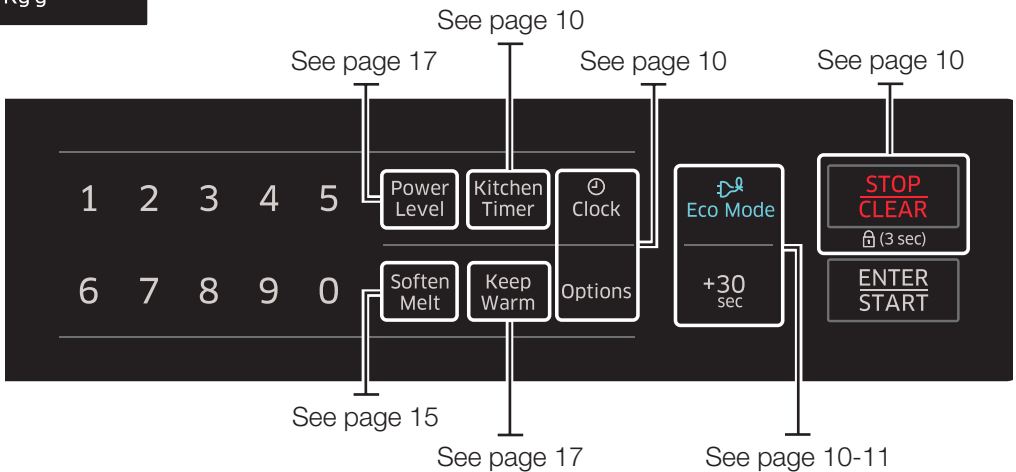 Kg g
See page 10
See page 17
See page 10
See page 10
1 2 3 4 5
Power
Level
Kitchen
Timer
Clock
Eco Mode
STOP
CLEAR
(3 sec)
6 7 8 9 0
Soften
Melt
Keep
Warm
Options
+30
sec
ENTER
START
See page 15
See page 17
See page 10-11